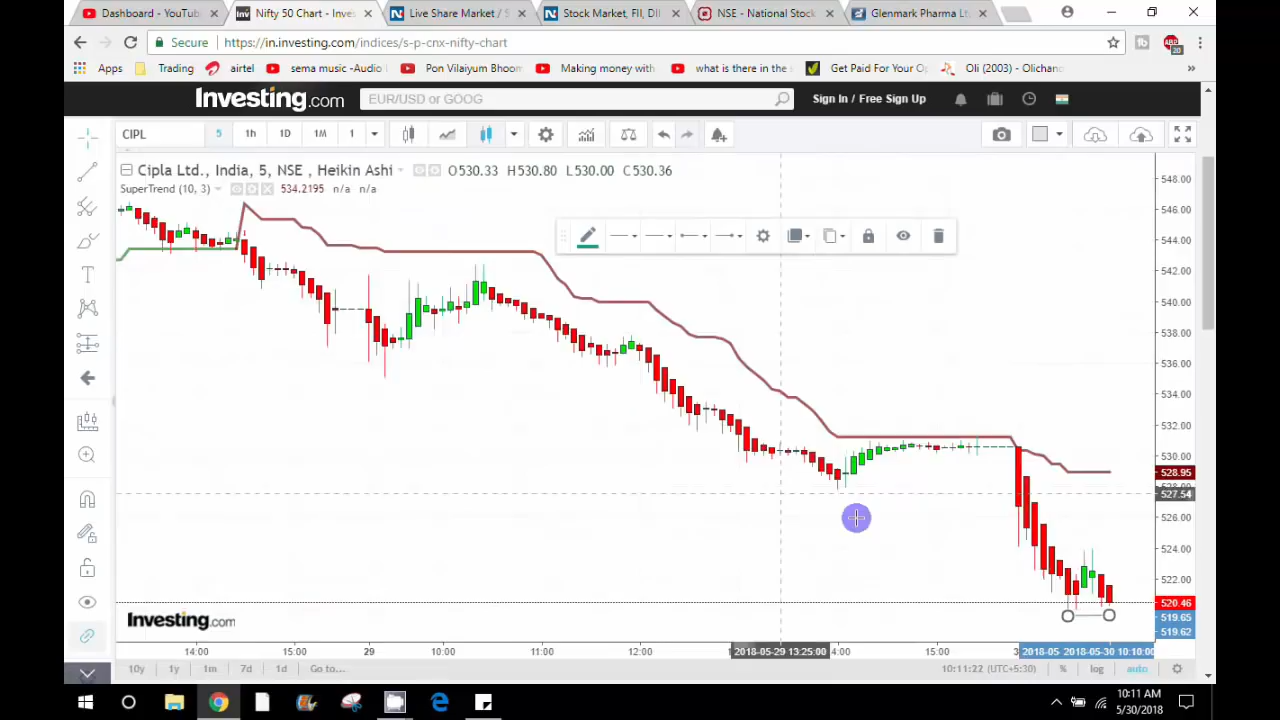 Dashboard - YouTub
Nifty 50 Chart - Inves
Live Share Market / S
Stock Market, FII, DII
NSE - National Stock
Glenmark Pharma Lt
Secure
https://in.investing.com/indices/s-p-cnx-nifty-chart
Apps
Trading
airtel
sema music -Audio
Pon Vilaiyum Bhoom
Making money with
what is there in the s
Get Paid For Your Op
Oli (2003) - Olichand
»
Investing.com
EUR/USD or GOOG
Sign In / Free Sign Up
CIPL
5
1h
1D
1M
1
Cipla Ltd., India, 5, NSE , Heikin Ashi
O530.33 H530.80 L530.00 C530.36
SuperTrend (10, 3)
534.2195 n/a n/a
548.00
546.00
544.00
542.00
540.00
538.00
536.00
534.00
532.00
530.00
528.95
527.54
526.00
524.00
522.00
520.46
519.65
519.62
Investing.com
14:00
15:00
29
11:00
12:00
2018-05-29 13:25:00
4:00
15:00
3
2018-05
2018-05-30 10:10:00
10y
1y
1m
7d
1d
Go to...
10:11:22 (UTC+5:30)
%
log
auto
10:11 AM
5/30/2018